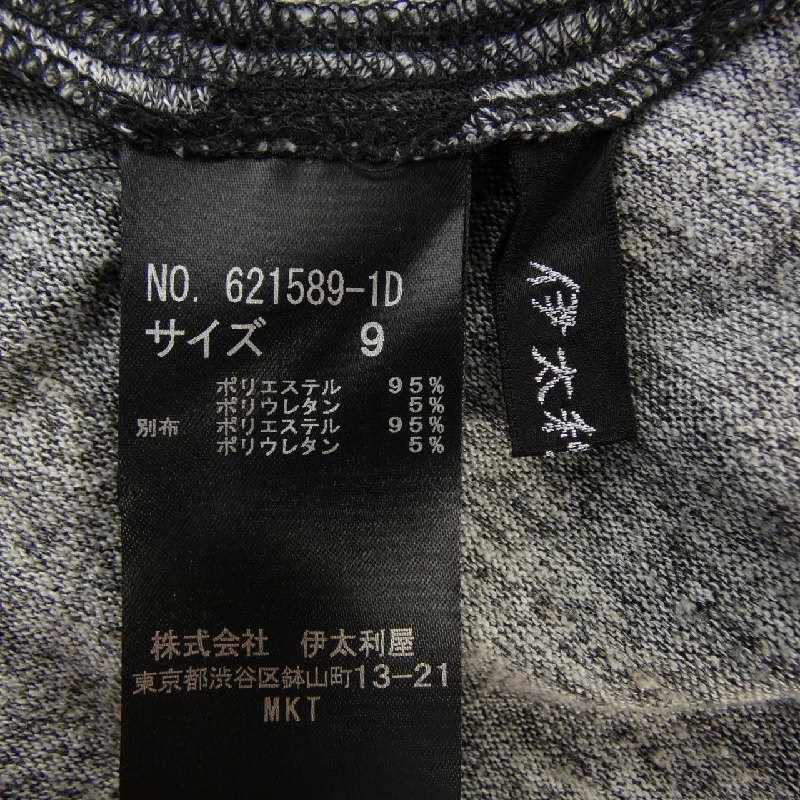 NO. 621589-1D
サイズ 9
ポリエステル 95%
ポリウレタン 5%
別布 ポリエステル 95%
ポリウレタン 5%
株式会社 伊太利屋
東京都渋谷区鉢山町13-21
MKT
伊太利